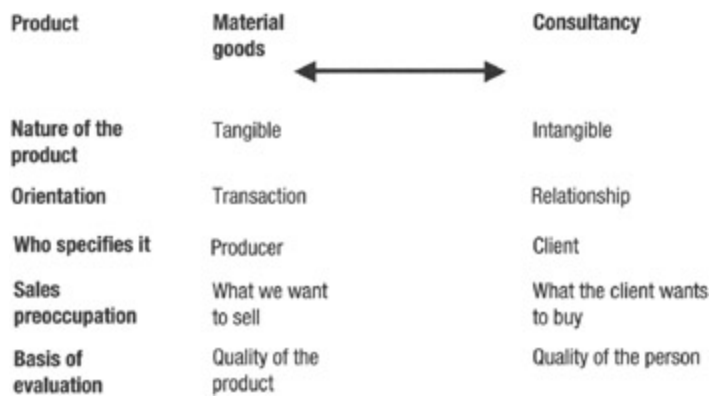 Product Material Consultancy
goods
Nature of the Tangible Intangible
product
Orientation Transaction Relationship
Who specifies it Producer Client
Sales What we want What the client wants
preoccupation to sell to buy
Basis of Quality of the Quality of the person
evaluation product